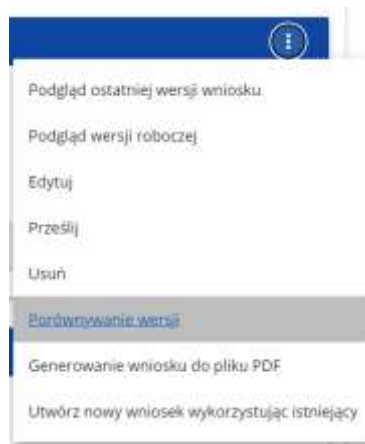 Podgląd ostatniej wersji wniosku
Podgląd wersji roboczej
Edytuj
Prześlij
Usuń
Porównywanie wersji
Generowanie wniosku do pliku PDF
Utwórz nowy wniosek wykorzystując istniejący